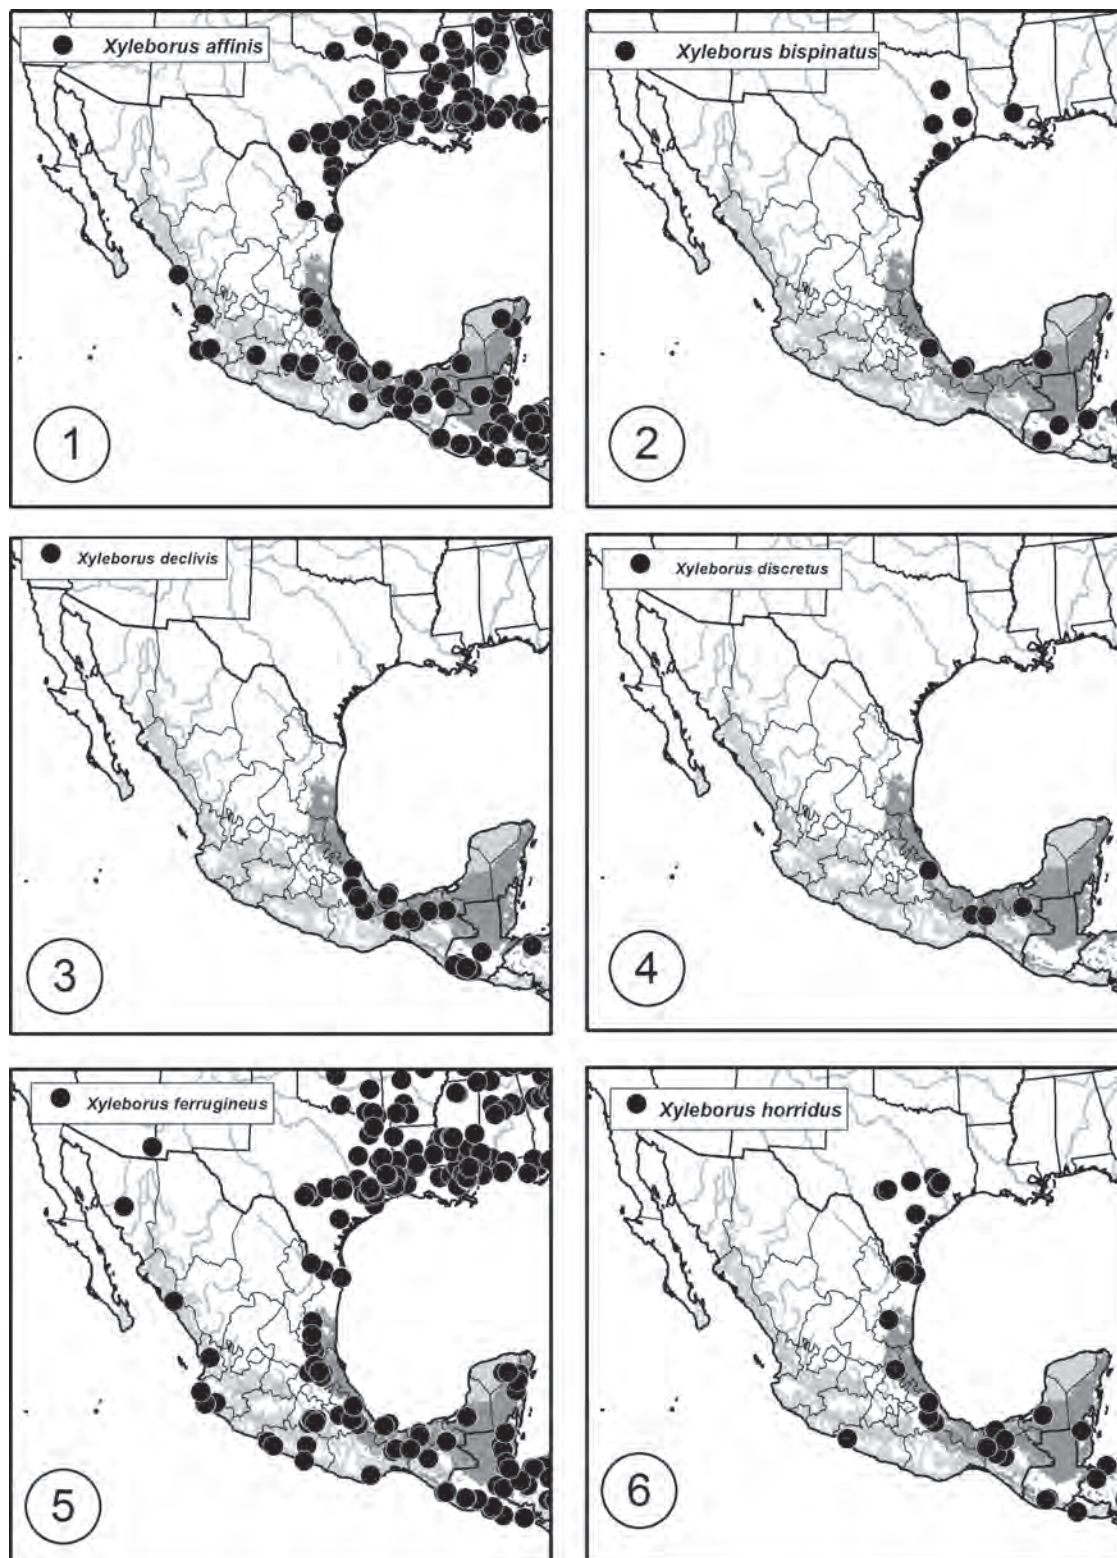 Xyleborus affinis
1
Xyleborus bispinatus
2
Xyleborus declivis
3
Xyleborus discretus
4
Xyleborus ferrugineus
5
Xyleborus horridus
6